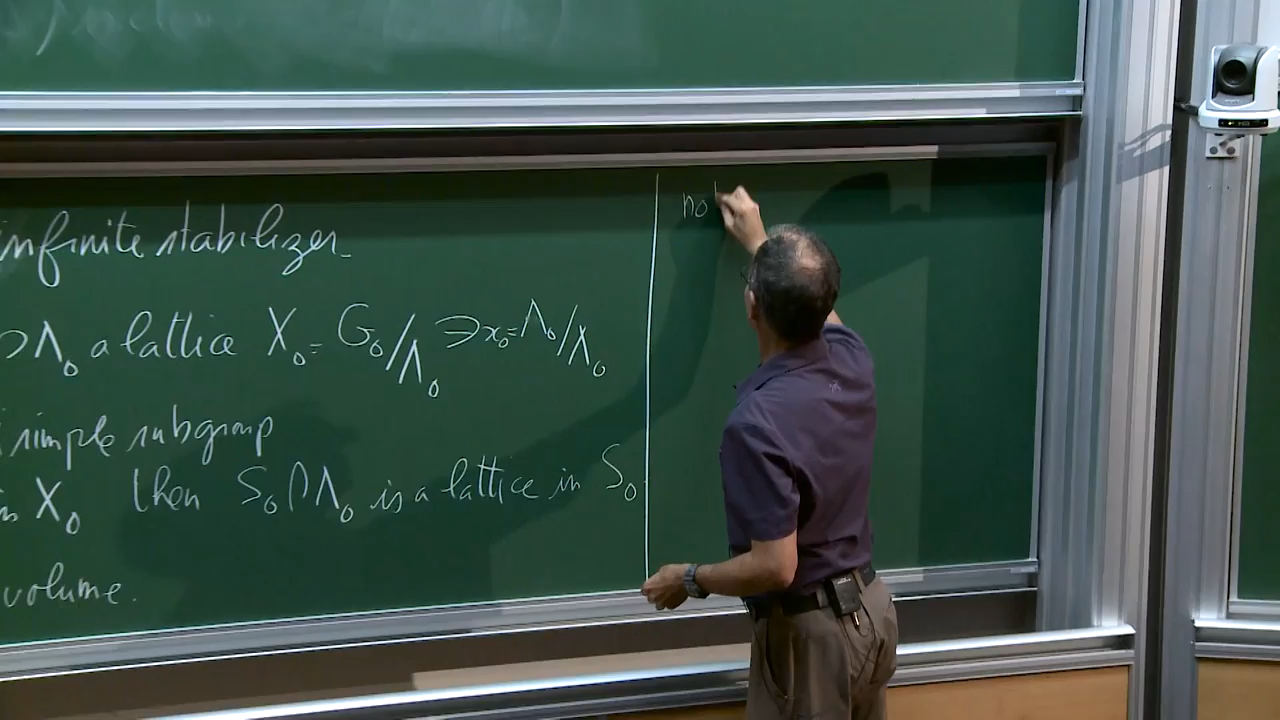 infinite stabilizer.
⊃Λ₀ a lattice X₀ = G₀/Λ₀ ∋ x₀ = Λ₀/Λ₀
simple subgroup
X₀ then S₀∩Λ₀ is a lattice in S₀
volume.
no